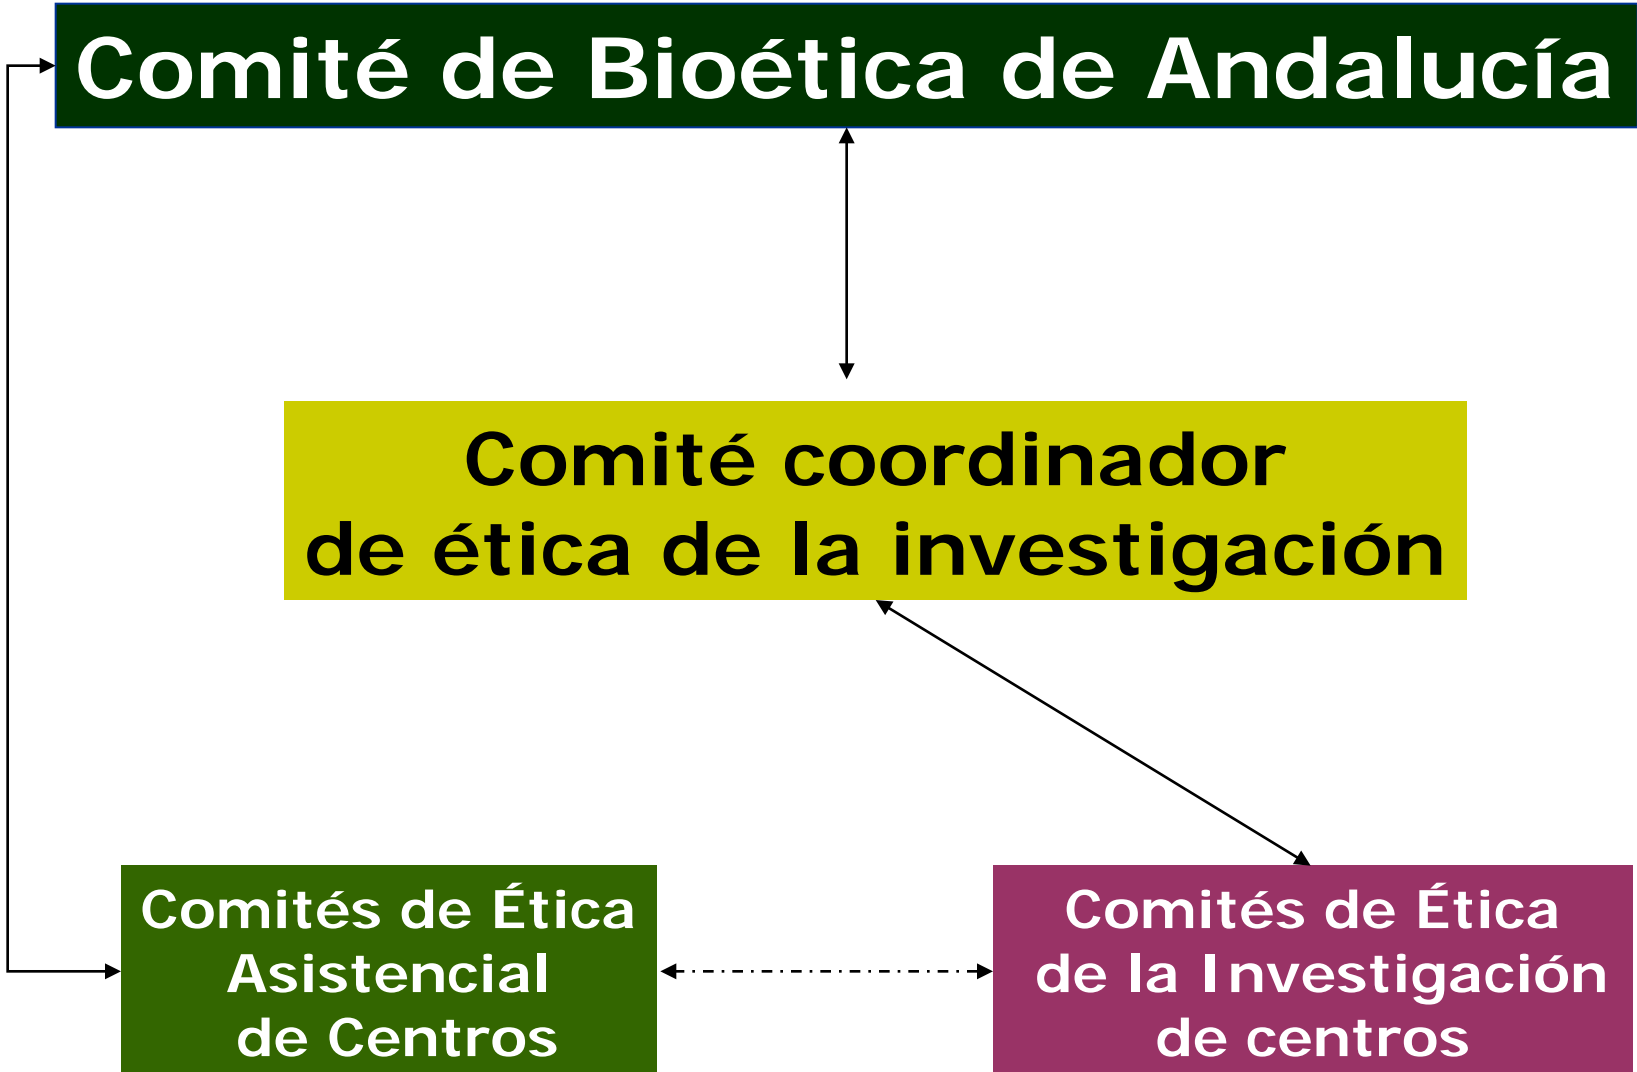 Comité de Bioética de Andalucía
Comité coordinador
de ética de la investigación
Comités de Ética
Asistencial
de Centros
Comités de Ética
de la Investigación
de centros